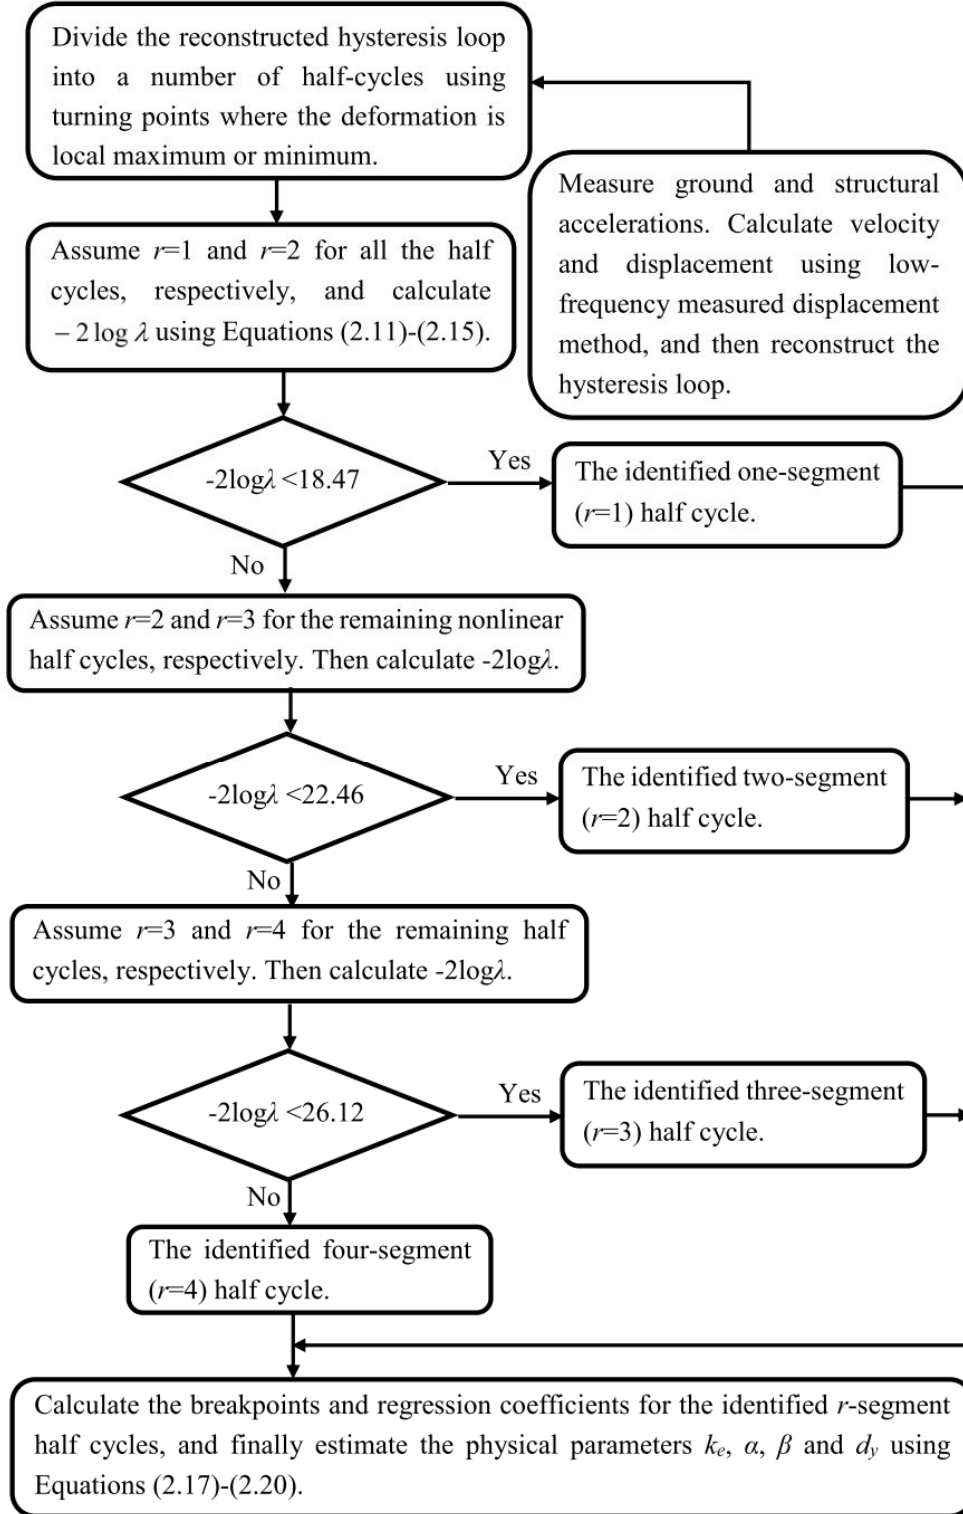 Divide the reconstructed hysteresis loop
into a number of half-cycles using
turning points where the deformation is
local maximum or minimum.
Measure ground and structural
accelerations. Calculate velocity
and displacement using low-
frequency measured displacement
method, and then reconstruct the
hysteresis loop.
Assume r=1 and r=2 for all the half
cycles, respectively, and calculate
− 2 log λ using Equations (2.11)-(2.15).
-2logλ <18.47
Yes
The identified one-segment
(r=1) half cycle.
No
Assume r=2 and r=3 for the remaining nonlinear
half cycles, respectively. Then calculate -2logλ.
-2logλ <22.46
Yes
The identified two-segment
(r=2) half cycle.
No
Assume r=3 and r=4 for the remaining half
cycles, respectively. Then calculate -2logλ.
-2logλ <26.12
Yes
The identified three-segment
(r=3) half cycle.
No
The identified four-segment
(r=4) half cycle.
Calculate the breakpoints and regression coefficients for the identified r-segment
half cycles, and finally estimate the physical parameters kₑ, α, β and d_y using
Equations (2.17)-(2.20).